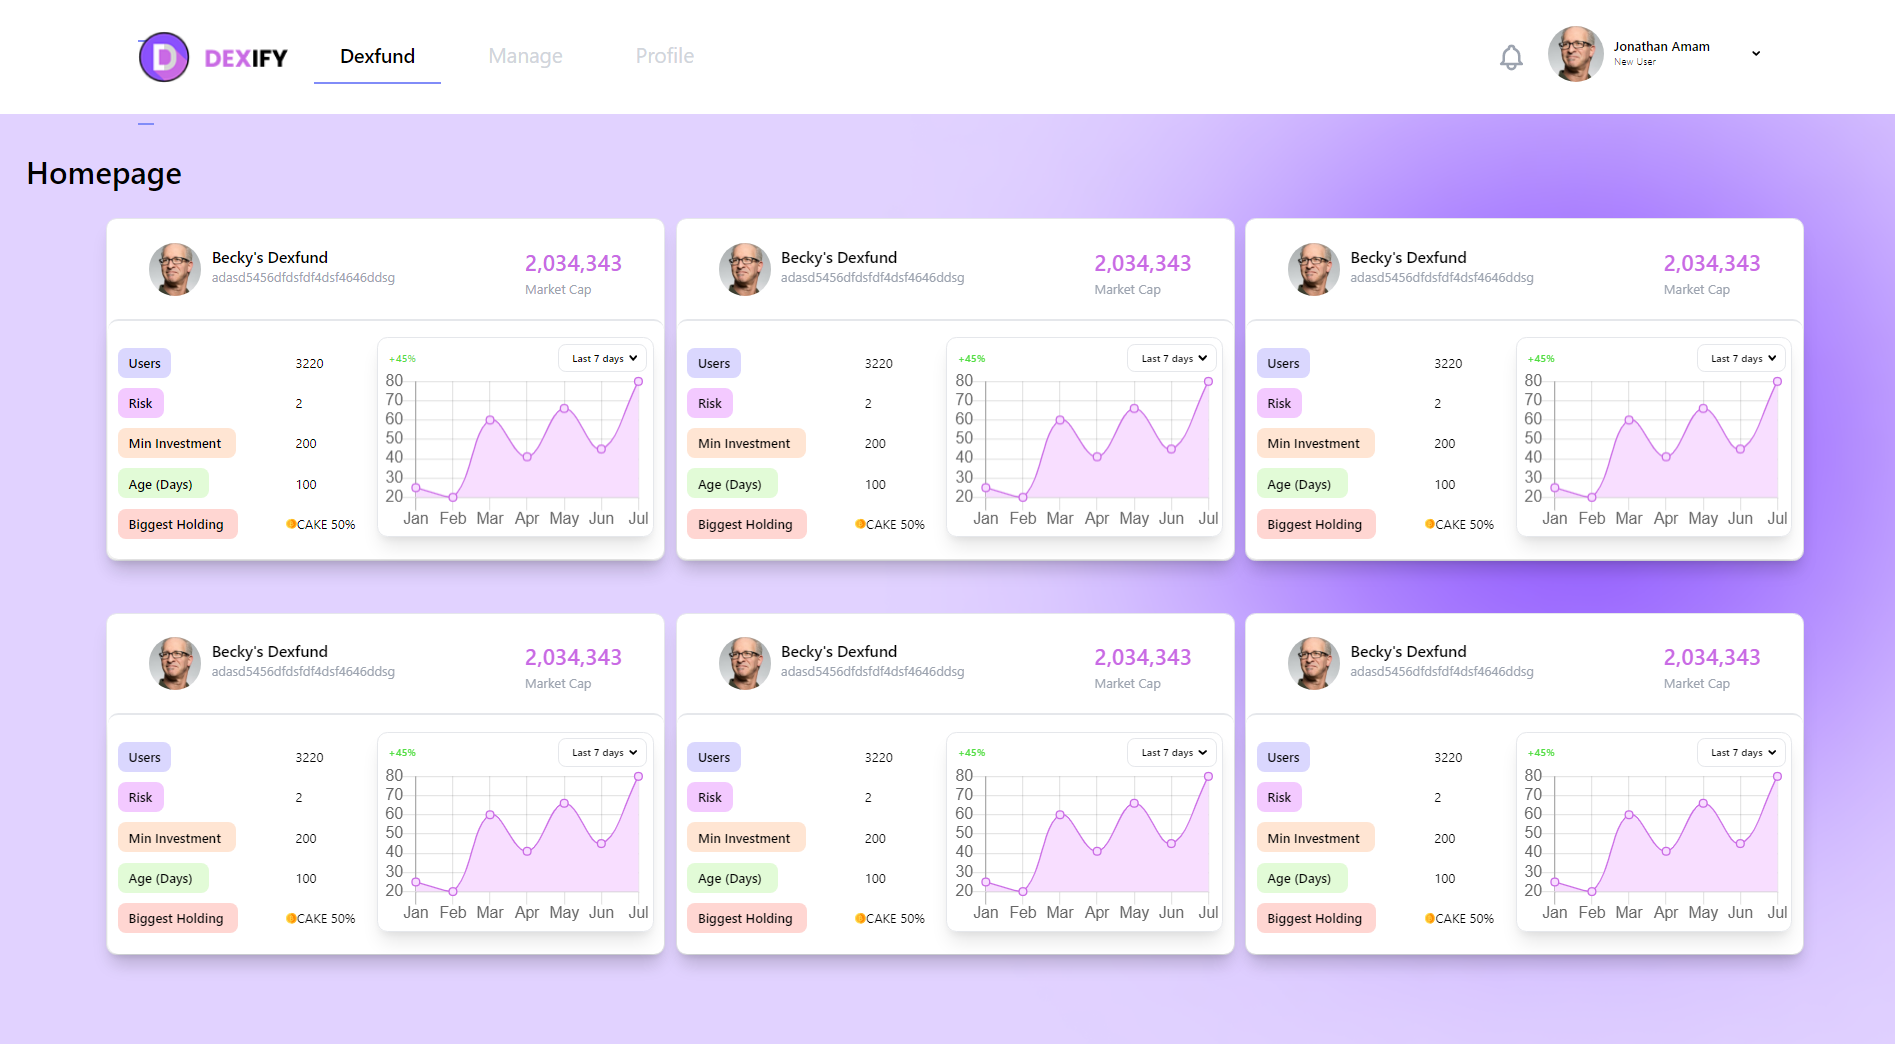 D DEXIFY Dexfund Manage Profile Jonathan Amam
New User
Homepage
Becky's Dexfund 2,034,343
adasd5456dfdsfdf4dsf4646ddsg Market Cap
Users 3220
Risk 2
Min Investment 200
Age (Days) 100
Biggest Holding CAKE 50%
+45% Last 7 days
80
70
60
50
40
30
20
Jan Feb Mar Apr May Jun Jul
Becky's Dexfund 2,034,343
adasd5456dfdsfdf4dsf4646ddsg Market Cap
Users 3220
Risk 2
Min Investment 200
Age (Days) 100
Biggest Holding CAKE 50%
+45% Last 7 days
80
70
60
50
40
30
20
Jan Feb Mar Apr May Jun Jul
Becky's Dexfund 2,034,343
adasd5456dfdsfdf4dsf4646ddsg Market Cap
Users 3220
Risk 2
Min Investment 200
Age (Days) 100
Biggest Holding CAKE 50%
+45% Last 7 days
80
70
60
50
40
30
20
Jan Feb Mar Apr May Jun Jul
Becky's Dexfund 2,034,343
adasd5456dfdsfdf4dsf4646ddsg Market Cap
Users 3220
Risk 2
Min Investment 200
Age (Days) 100
Biggest Holding CAKE 50%
+45% Last 7 days
80
70
60
50
40
30
20
Jan Feb Mar Apr May Jun Jul
Becky's Dexfund 2,034,343
adasd5456dfdsfdf4dsf4646ddsg Market Cap
Users 3220
Risk 2
Min Investment 200
Age (Days) 100
Biggest Holding CAKE 50%
+45% Last 7 days
80
70
60
50
40
30
20
Jan Feb Mar Apr May Jun Jul
Becky's Dexfund 2,034,343
adasd5456dfdsfdf4dsf4646ddsg Market Cap
Users 3220
Risk 2
Min Investment 200
Age (Days) 100
Biggest Holding CAKE 50%
+45% Last 7 days
80
70
60
50
40
30
20
Jan Feb Mar Apr May Jun Jul